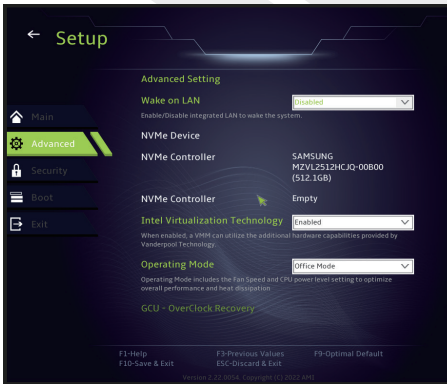 Setup
Advanced Setting
Wake on LAN Disabled
Enable/Disable integrated LAN to wake the system.
Main
NVMe Device
Advanced
NVMe Controller SAMSUNG
MZVL2512HCJQ-00B00
(512.1GB)
Security
Boot
NVMe Controller Empty
Exit
Intel Virtualization Technology Enabled
When enabled, a VMM can utilize the additional hardware capabilities provided by
Vanderpool Technology.
Operating Mode Office Mode
Operating Mode includes the Fan Speed and CPU power level setting to optimize
overall performance and heat dissipation
GCU - OverClock Recovery
F1-Help F3-Previous Values F9-Optimal Default
F10-Save & Exit ESC-Discard & Exit
Version 2.22.0054. Copyright (C) 2022 AMI